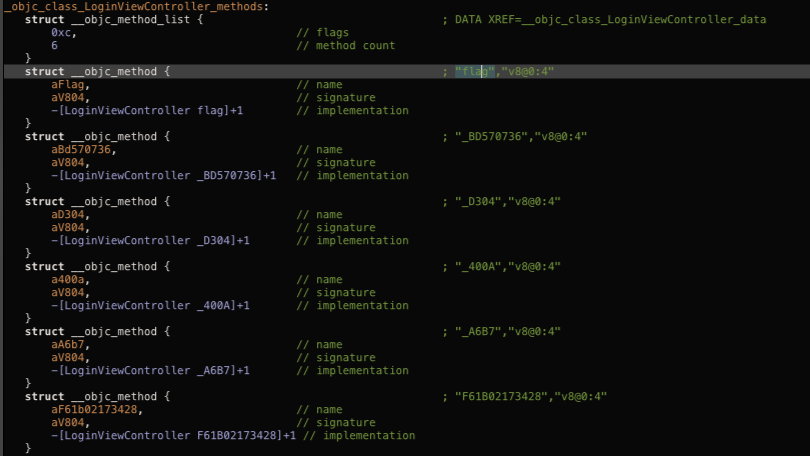 _objc_class_LoginViewController_methods:
struct __objc_method_list { ; DATA XREF=__objc_class_LoginViewController_data
0xc, // flags
6 // method count
}
struct __objc_method { ; "flag","v8@0:4"
aFlag, // name
aV804, // signature
-[LoginViewController flag]+1 // implementation
}
struct __objc_method { ; "_BD570736","v8@0:4"
aBd570736, // name
aV804, // signature
-[LoginViewController _BD570736]+1 // implementation
}
struct __objc_method { ; "_D304","v8@0:4"
aD304, // name
aV804, // signature
-[LoginViewController _D304]+1 // implementation
}
struct __objc_method { ; "_400A","v8@0:4"
a400a, // name
aV804, // signature
-[LoginViewController _400A]+1 // implementation
}
struct __objc_method { ; "_A6B7","v8@0:4"
aA6b7, // name
aV804, // signature
-[LoginViewController _A6B7]+1 // implementation
}
struct __objc_method { ; "F61B02173428","v8@0:4"
aF61b02173428, // name
aV804, // signature
-[LoginViewController F61B02173428]+1 // implementation
}